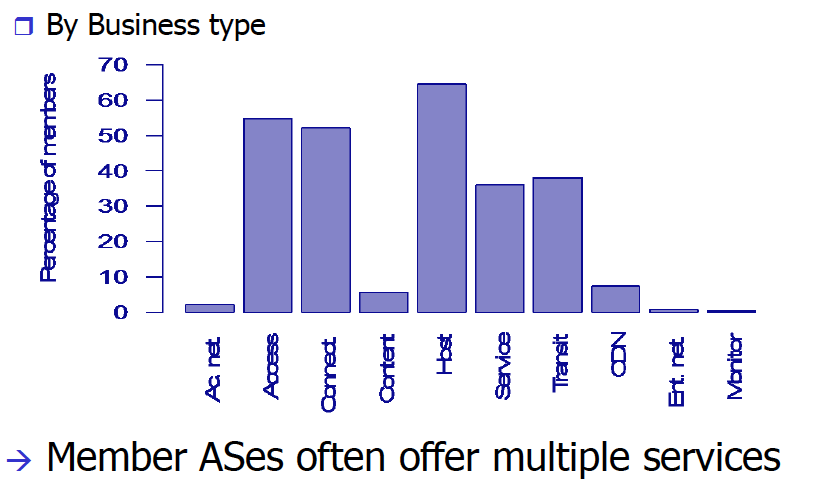 By Business type
Percentage of members
70
60
50
40
30
20
10
0
Ac. net.
Access
Connect.
Content
Host
Service
Transit
CDN
Ent. net.
Monitor
→ Member ASes often offer multiple services